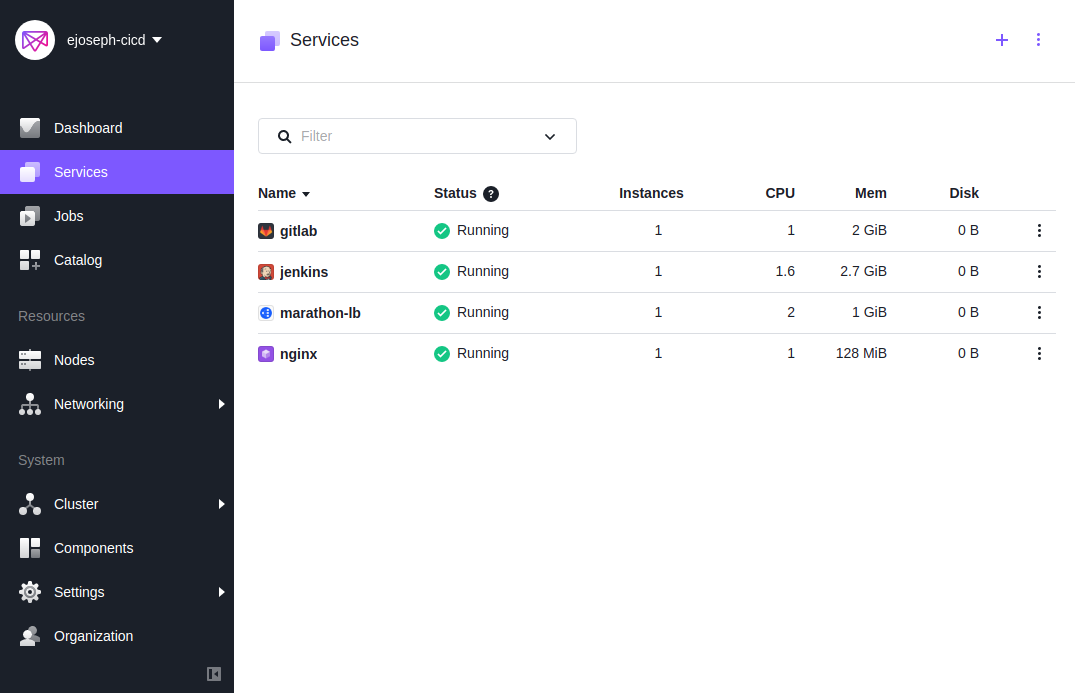 ejoseph-cicd
Dashboard
Services
Jobs
Catalog
Resources
Nodes
Networking
System
Cluster
Components
Settings
Organization
Services
Filter
Name Status ? Instances CPU Mem Disk
gitlab Running 1 1 2 GiB 0 B
jenkins Running 1 1.6 2.7 GiB 0 B
marathon-lb Running 1 2 1 GiB 0 B
nginx Running 1 1 128 MiB 0 B